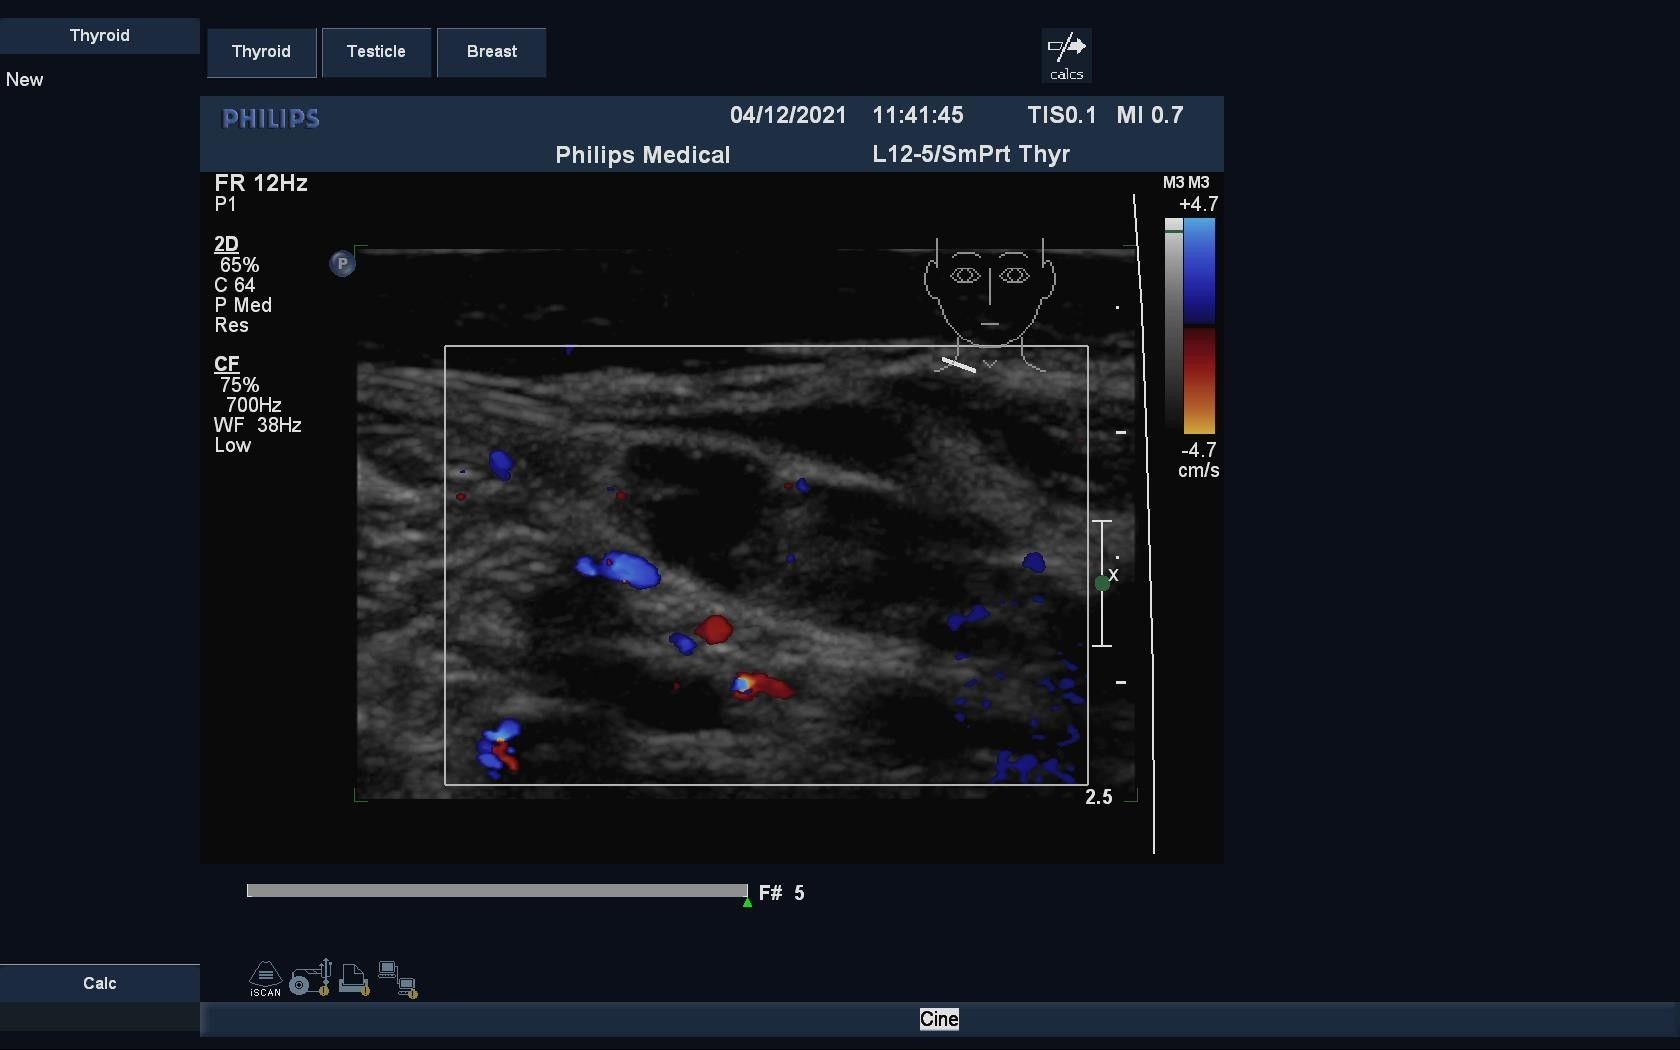 Thyroid
New
Thyroid Testicle Breast
calcs
PHILIPS
04/12/2021 11:41:45 TIS0.1 MI 0.7
Philips Medical L12-5/SmPrt Thyr
FR 12Hz
P1
2D
65%
C 64
P Med
Res
CF
75%
700Hz
WF 38Hz
Low
P
M3 M3
+4.7
-4.7
cm/s
x
2.5
F# 5
iSCAN
Calc
Cine